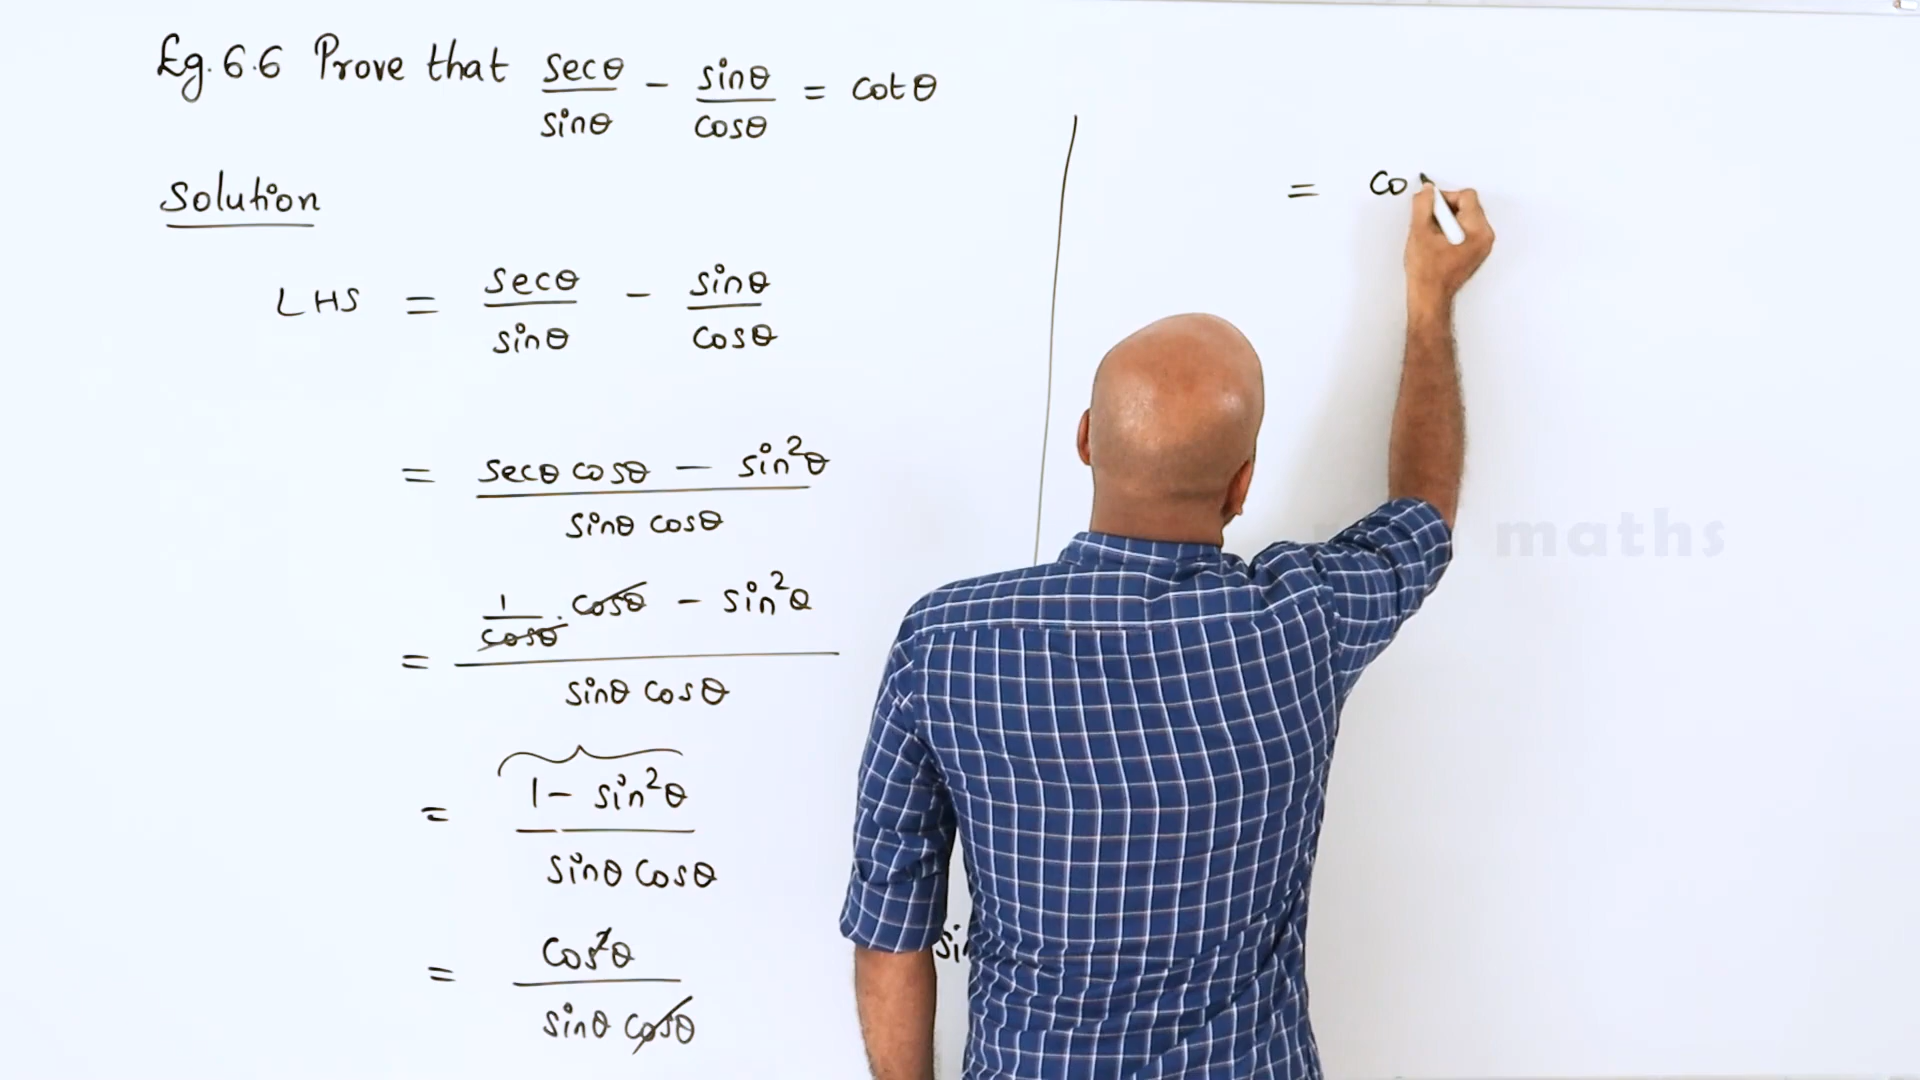 Eg. 6.6 Prove that secθ/sinθ - sinθ/cosθ = cotθ
Solution
LHS = secθ/sinθ - sinθ/cosθ
= (secθ cosθ - sin²θ)/(sinθ cosθ)
= (1/cosθ · cosθ - sin²θ)/(sinθ cosθ)
= (1 - sin²θ)/(sinθ cosθ)
= cos²θ/(sinθ cosθ)
= co
maths